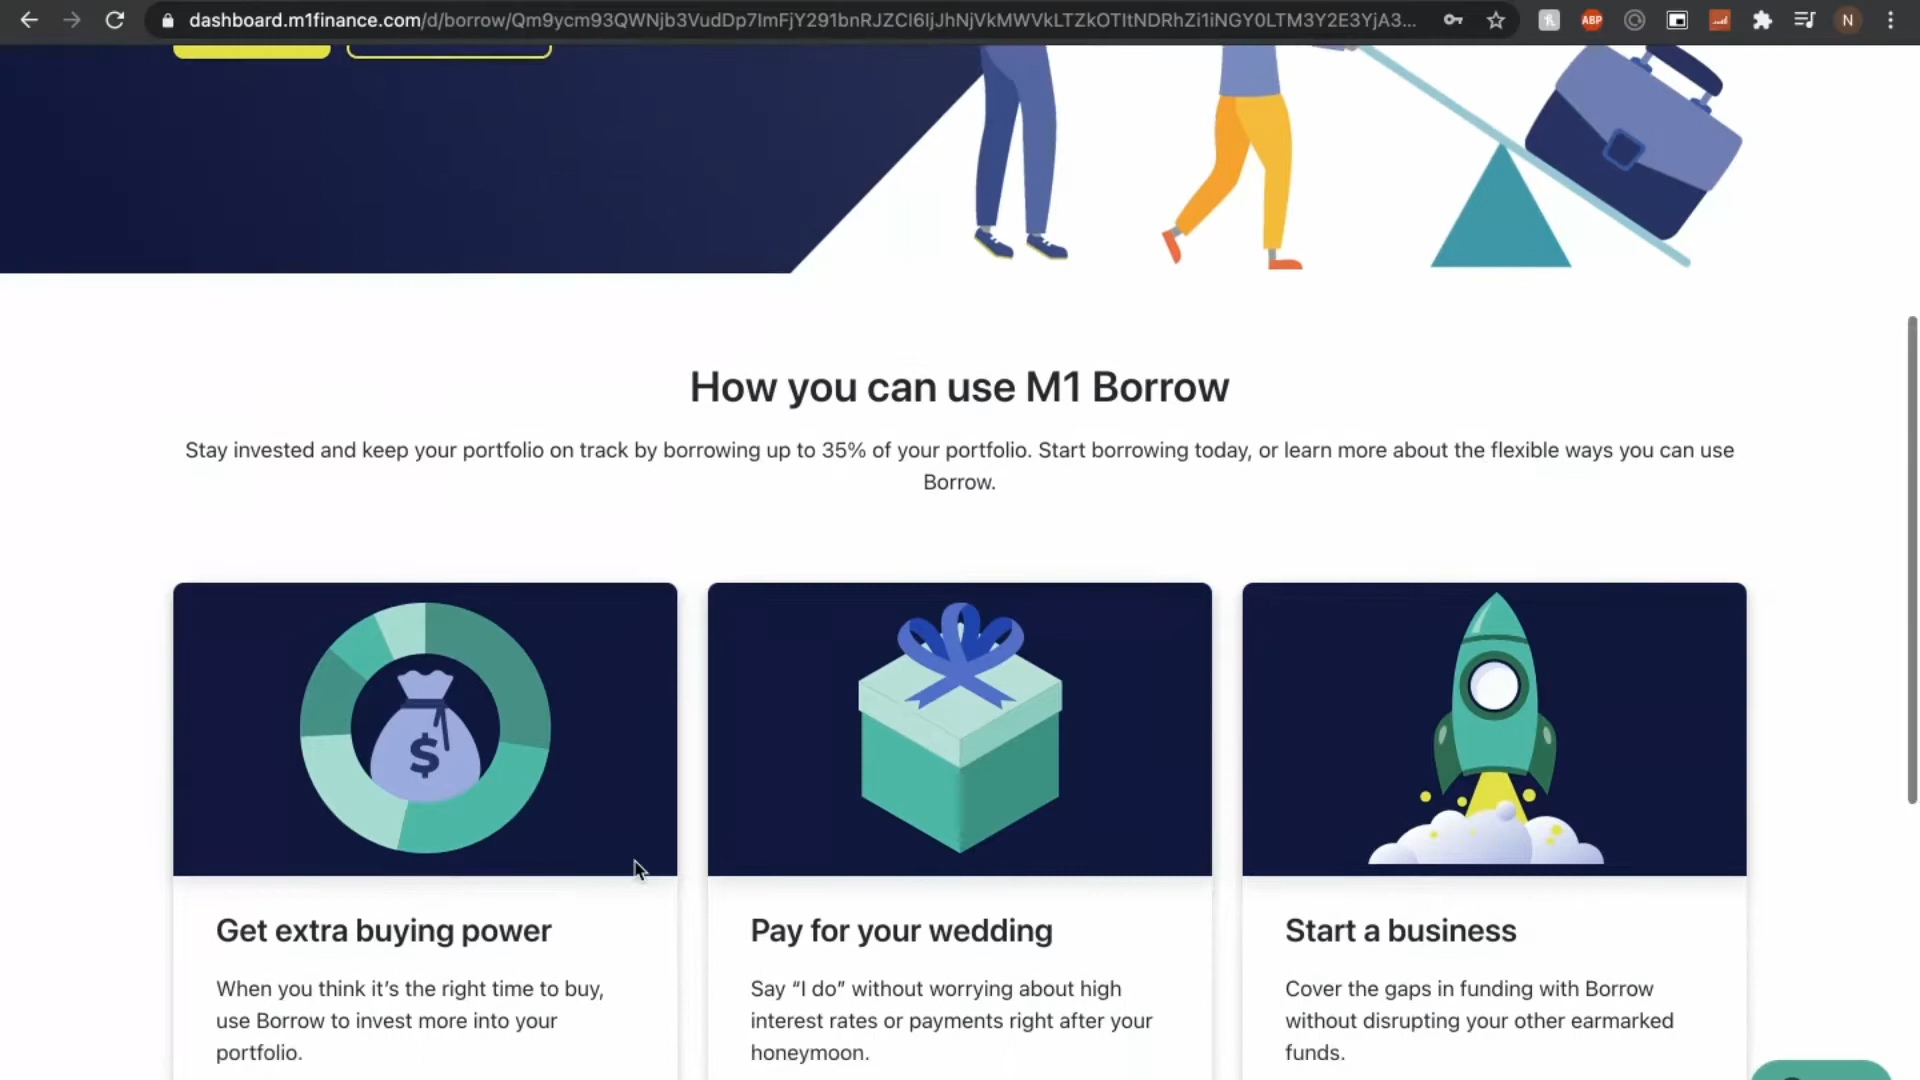 dashboard.m1finance.com/d/borrow/Qm9ycm93QWNjb3VudDp7ImFjY291bnRJZCI6IjJhNjVkMWVkLTZkOTItNDRhZi1iNGY0LTM3Y2E3YjA3...
ABP
N
How you can use M1 Borrow
Stay invested and keep your portfolio on track by borrowing up to 35% of your portfolio. Start borrowing today, or learn more about the flexible ways you can use
Borrow.
$
Get extra buying power
When you think it’s the right time to buy,
use Borrow to invest more into your
portfolio.
Pay for your wedding
Say “I do” without worrying about high
interest rates or payments right after your
honeymoon.
Start a business
Cover the gaps in funding with Borrow
without disrupting your other earmarked
funds.